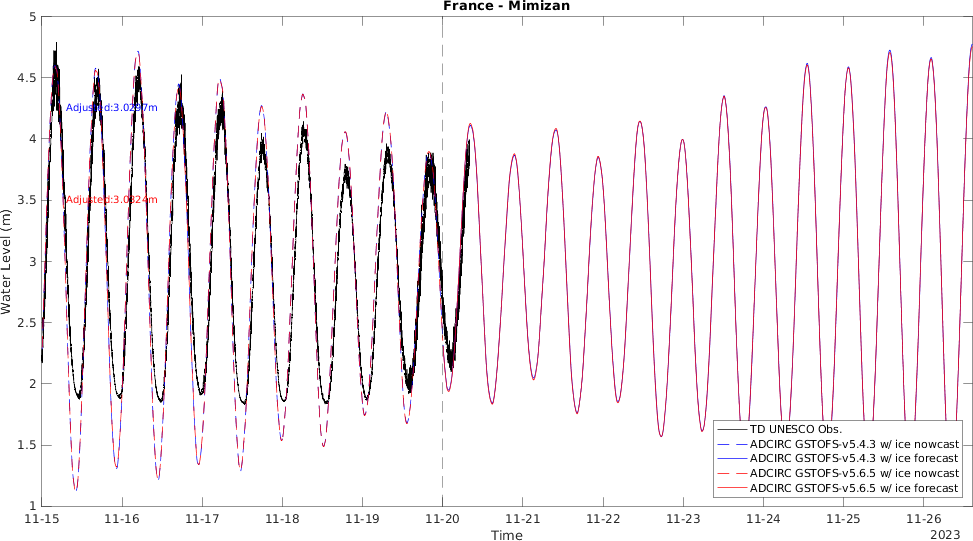 France - Mimizan
5
4.5
4
3.5
3
2.5
2
1.5
1
Water Level (m)
Adjusted:3.0297m
Adjusted:3.0324m
TD UNESCO Obs.
ADCIRC GSTOFS-v5.4.3 w/ ice nowcast
ADCIRC GSTOFS-v5.4.3 w/ ice forecast
ADCIRC GSTOFS-v5.6.5 w/ ice nowcast
ADCIRC GSTOFS-v5.6.5 w/ ice forecast
11-15 11-16 11-17 11-18 11-19 11-20 11-21 11-22 11-23 11-24 11-25 11-26
Time
2023